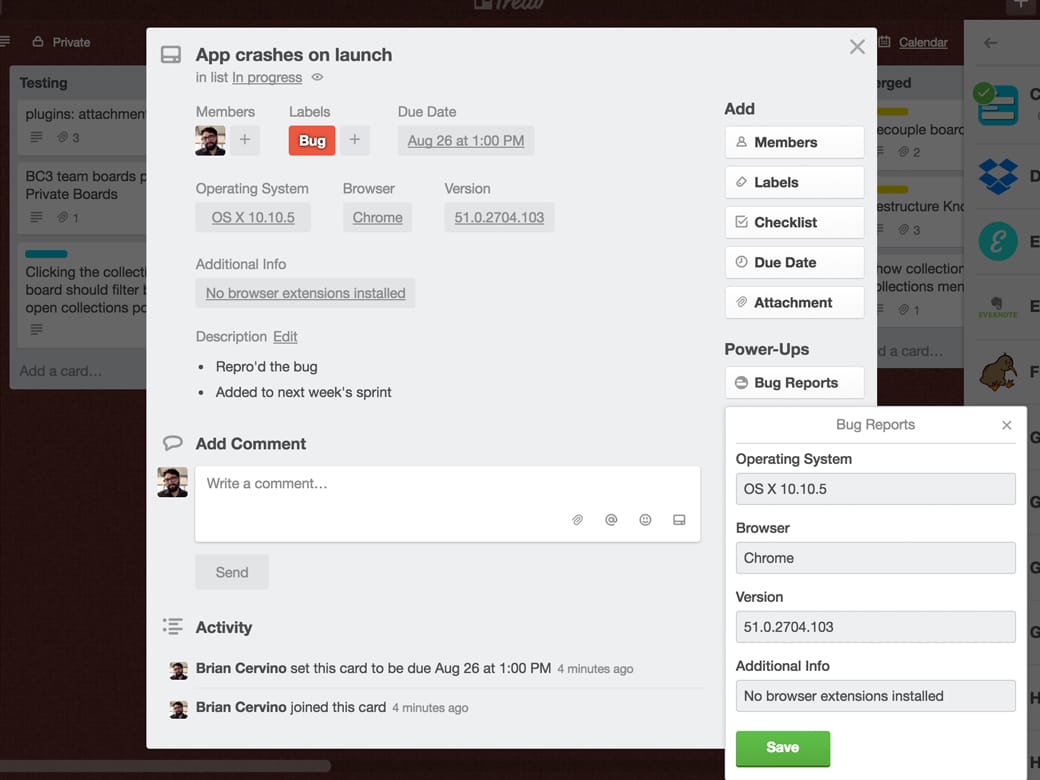 Trello
Private
Calendar
Testing
plugins: attachment
3
BC3 team boards p
Private Boards
1
Clicking the collecti
board should filter b
open collections po
Add a card…
App crashes on launch
in list In progress
Members
Labels
Due Date
+
Bug
+
Aug 26 at 1:00 PM
Operating System
Browser
Version
OS X 10.10.5
Chrome
51.0.2704.103
Additional Info
No browser extensions installed
Description Edit
Repro'd the bug
Added to next week's sprint
Add Comment
Write a comment…
Send
Activity
Brian Cervino set this card to be due Aug 26 at 1:00 PM 4 minutes ago
Brian Cervino joined this card 4 minutes ago
Add
Members
Labels
Checklist
Due Date
Attachment
Power-Ups
Bug Reports
Bug Reports
Operating System
OS X 10.10.5
Browser
Chrome
Version
51.0.2704.103
Additional Info
No browser extensions installed
Save
erged
ecouple board
2
estructure Kno
3
how collection
ollections men
1
d a card…
C
D
E
EVERNOTE
E
F
G
G
G
G
H
H